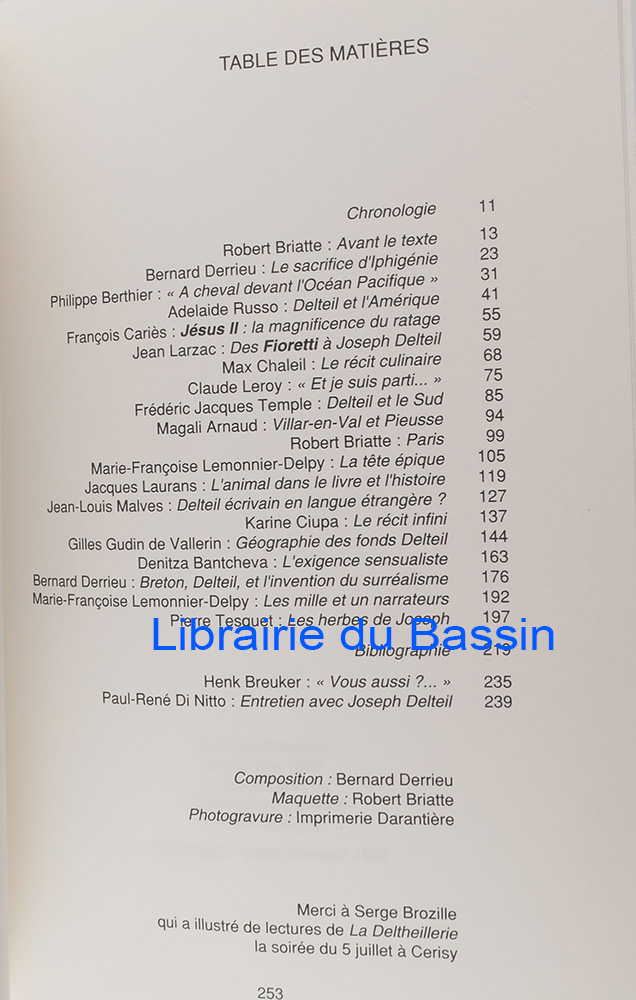 TABLE DES MATIÈRES
Chronologie 11
Robert Briatte : Avant le texte 13
Bernard Derrieu : Le sacrifice d'Iphigénie 23
Philippe Berthier : « A cheval devant l'Océan Pacifique » 31
Adelaide Russo : Delteil et l'Amérique 41
François Cariès : Jésus II : la magnificence du ratage 55
Jean Larzac : Des Fioretti à Joseph Delteil 59
Max Chaleil : Le récit culinaire 68
Claude Leroy : « Et je suis parti... » 75
Frédéric Jacques Temple : Delteil et le Sud 85
Magali Arnaud : Villar-en-Val et Pieusse 94
Robert Briatte : Paris 99
Marie-Françoise Lemonnier-Delpy : La tête épique 105
Jacques Laurans : L'animal dans le livre et l'histoire 119
Jean-Louis Malves : Delteil écrivain en langue étrangère ? 127
Karine Ciupa : Le récit infini 137
Gilles Gudin de Vallerin : Géographie des fonds Delteil 144
Denitza Bantcheva : L'exigence sensualiste 163
Bernard Derrieu : Breton, Delteil, et l'invention du surréalisme 176
Marie-Françoise Lemonnier-Delpy : Les mille et un narrateurs 192
Pierre Tesquet : Les herbes de Joseph 197
Librairie du Bassin
Bibliographie 219
Henk Breuker : « Vous aussi ?... » 235
Paul-René Di Nitto : Entretien avec Joseph Delteil 239
Composition : Bernard Derrieu
Maquette : Robert Briatte
Photogravure : Imprimerie Darantière
Merci à Serge Brozille
qui a illustré de lectures de La Deltheillerie
la soirée du 5 juillet à Cerisy
253